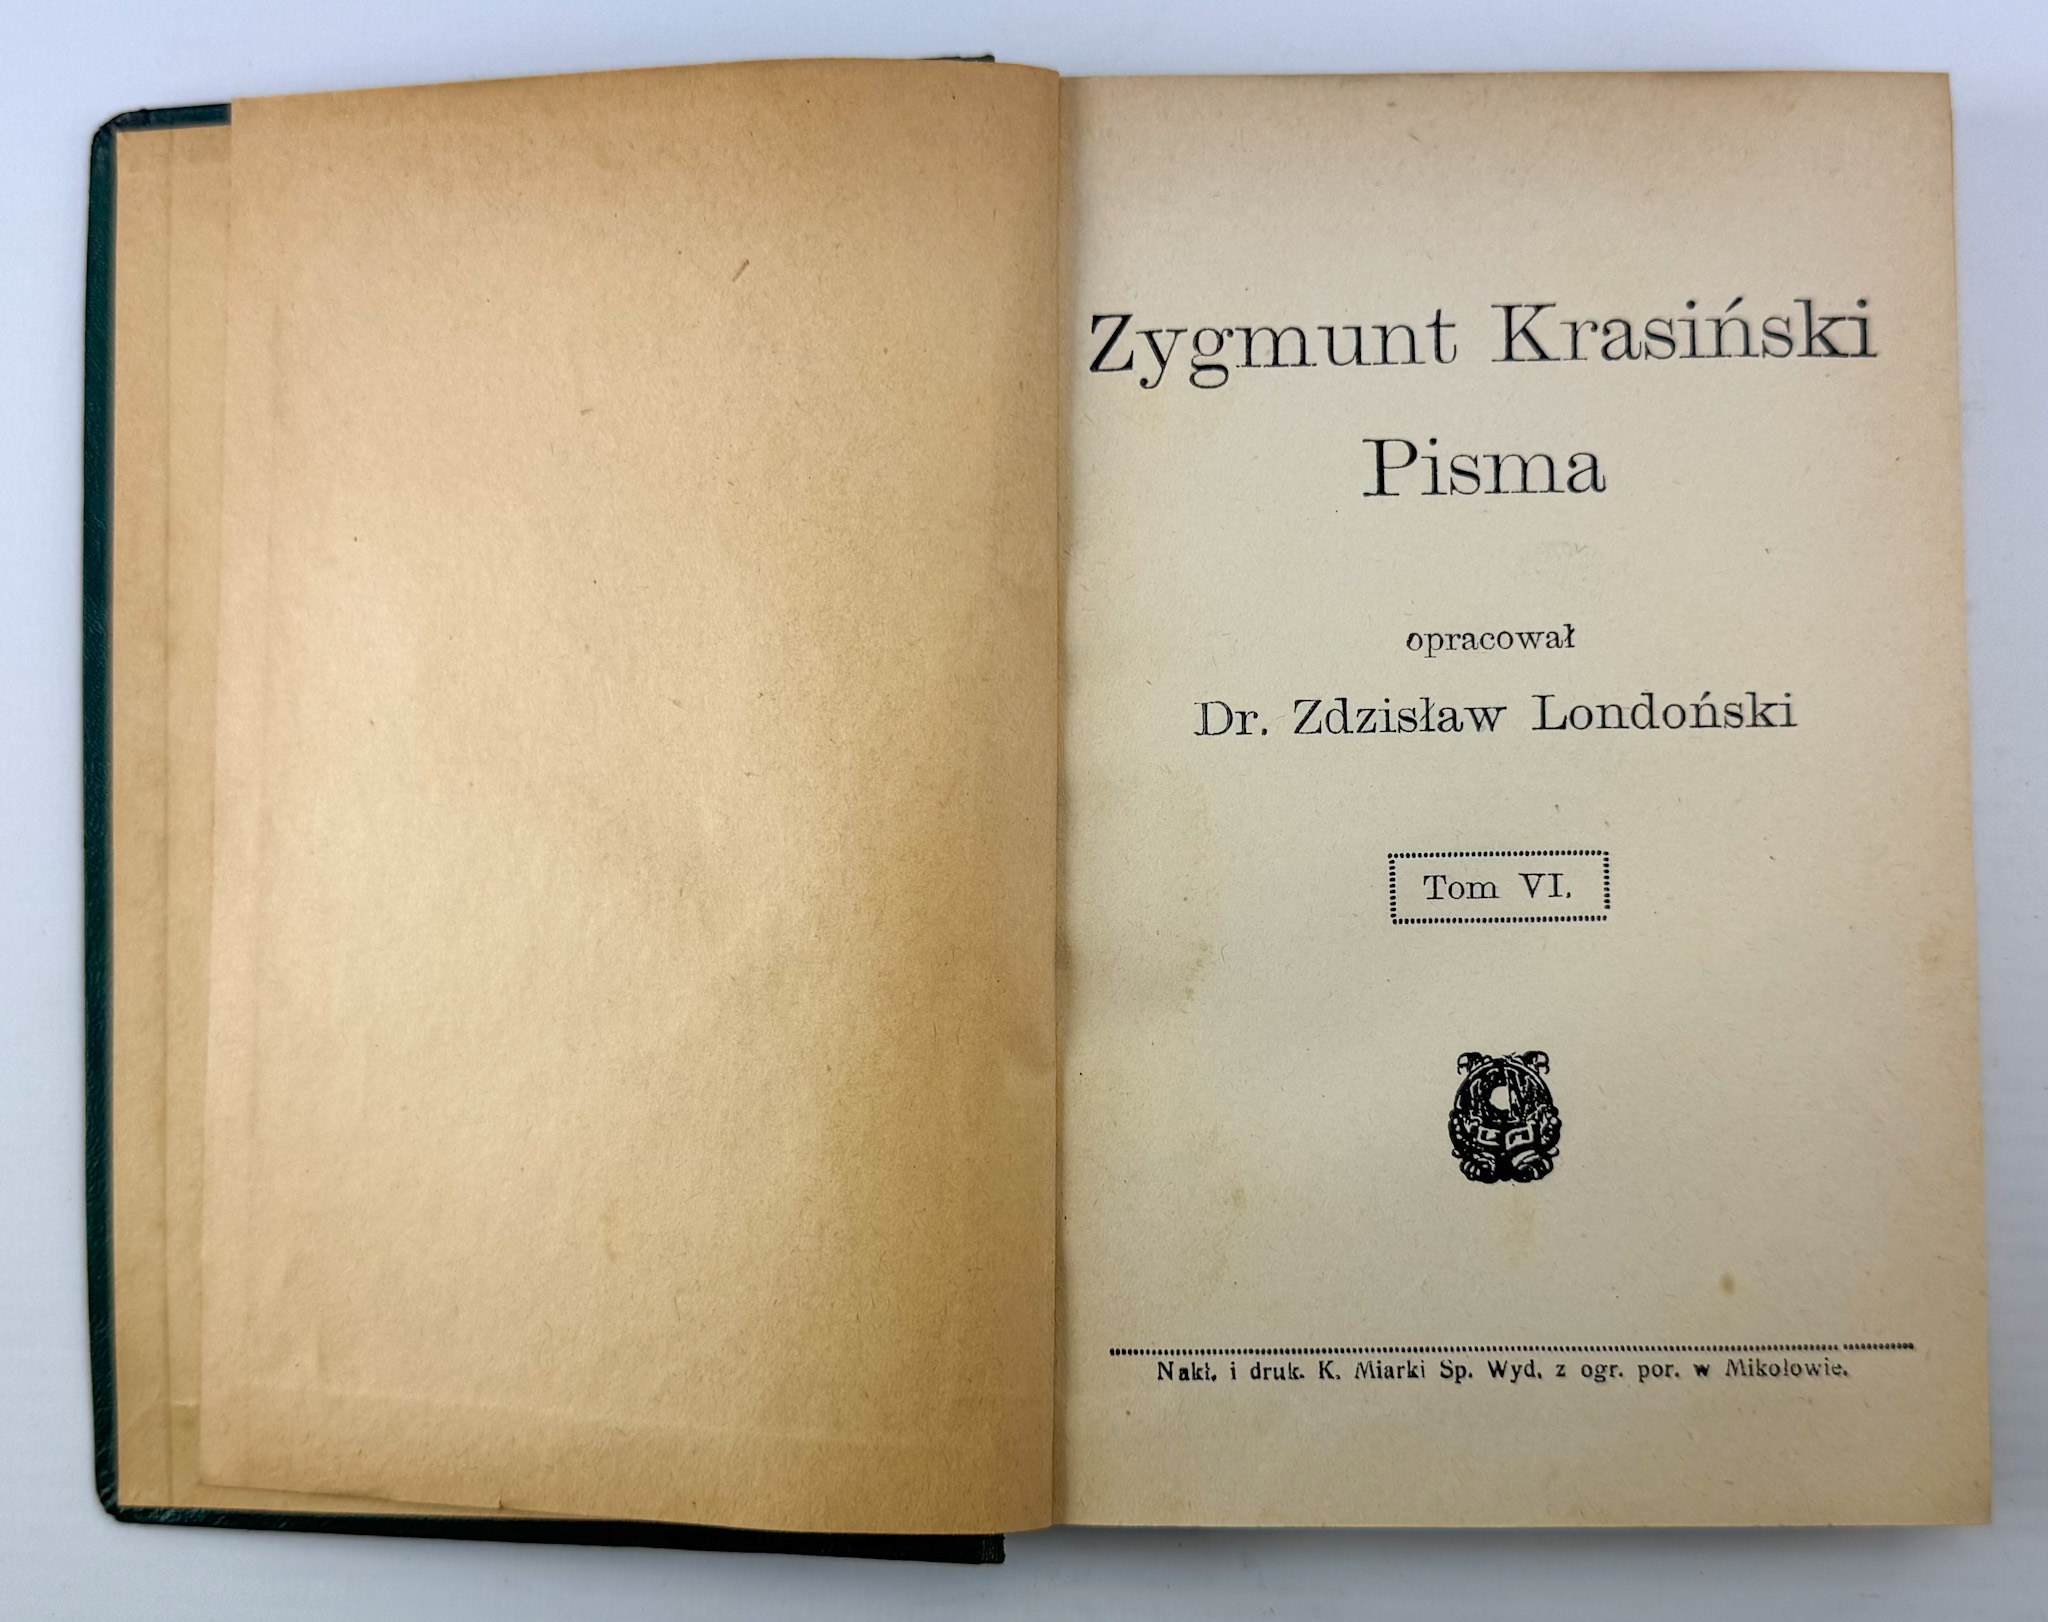 Zygmunt Krasiński
Pisma
opracował
Dr. Zdzisław Londoński
Tom VI.
Nakł. i druk. K. Miarki Sp. Wyd. z ogr. por. w Mikołowie.